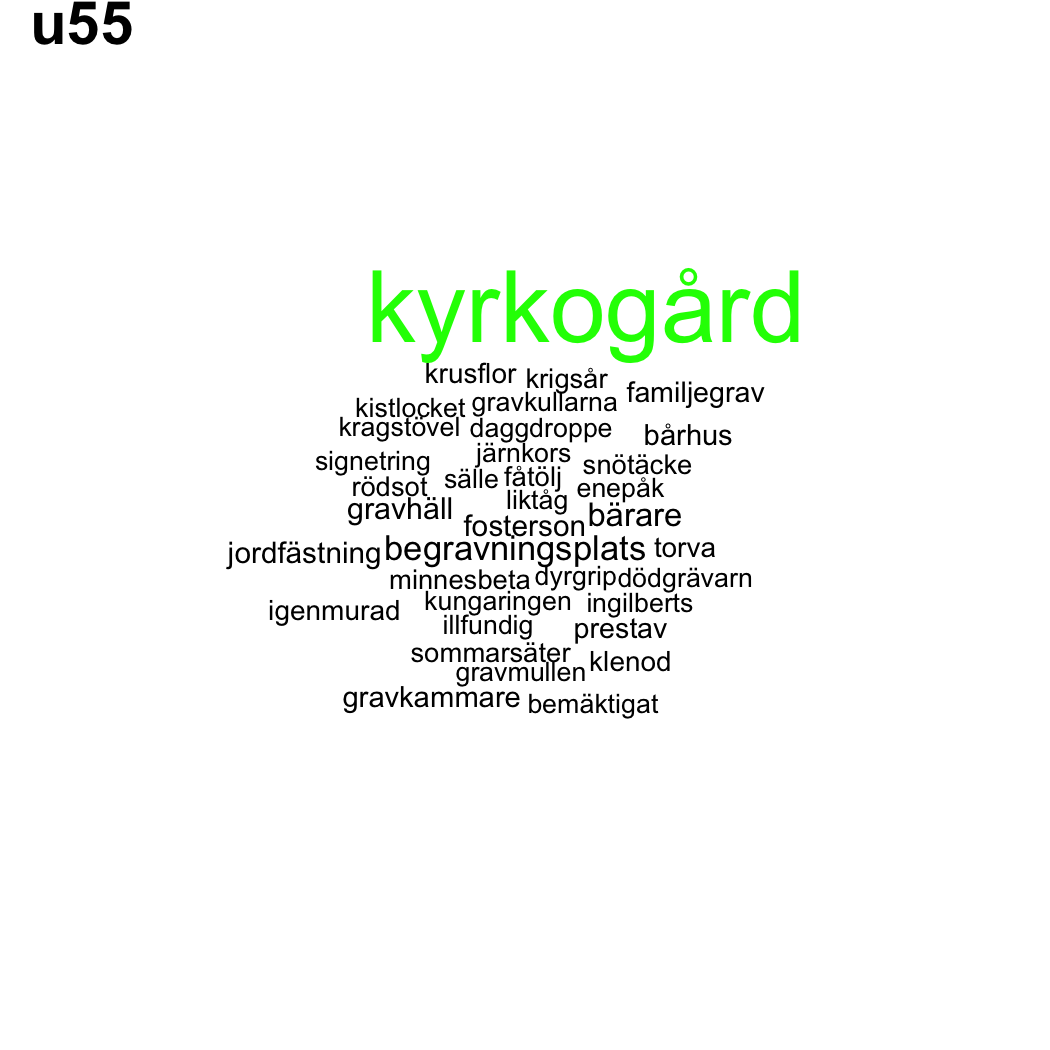 u55
kyrkogård
krusflor krigsår familjegrav
kistlocket gravkullarna
kragstövel daggdroppe bårhus
signetring järnkors snötäcke
rödsot sälle fåtölj enepåk
gravhäll liktåg bärare
fosterson
jordfästning begravningsplats torva
minnesbeta dyrgrip dödgrävarn
igenmurad kungaringen ingilberts
illfundig prestav
sommarsäter klenod
gravmullen
gravkammare bemäktigat